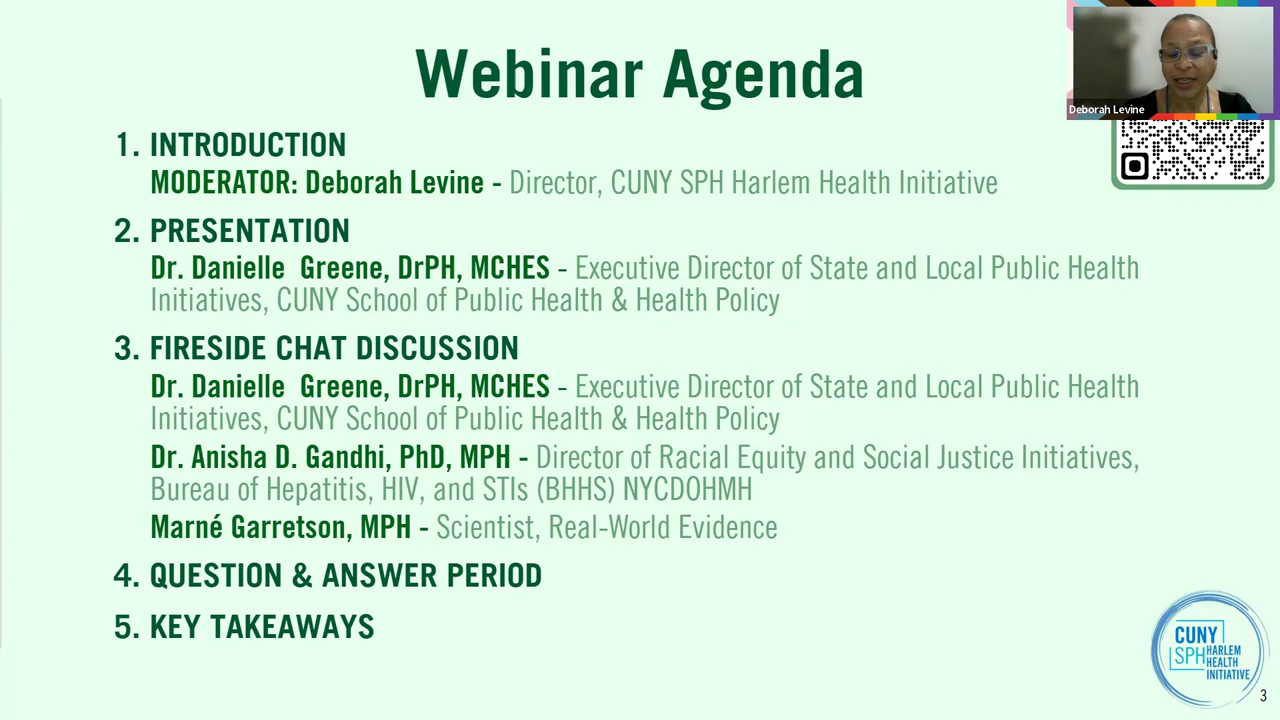 Webinar Agenda
Deborah Levine
1. INTRODUCTION
MODERATOR: Deborah Levine - Director, CUNY SPH Harlem Health Initiative
2. PRESENTATION
Dr. Danielle  Greene, DrPH, MCHES - Executive Director of State and Local Public Health
Initiatives, CUNY School of Public Health & Health Policy
3. FIRESIDE CHAT DISCUSSION
Dr. Danielle  Greene, DrPH, MCHES - Executive Director of State and Local Public Health
Initiatives, CUNY School of Public Health & Health Policy
Dr. Anisha D. Gandhi, PhD, MPH - Director of Racial Equity and Social Justice Initiatives,
Bureau of Hepatitis, HIV, and STIs (BHHS) NYCDOHMH
Marné Garretson, MPH - Scientist, Real-World Evidence
4. QUESTION & ANSWER PERIOD
5. KEY TAKEAWAYS
CUNY
SPH HARLEM
HEALTH
INITIATIVE
3